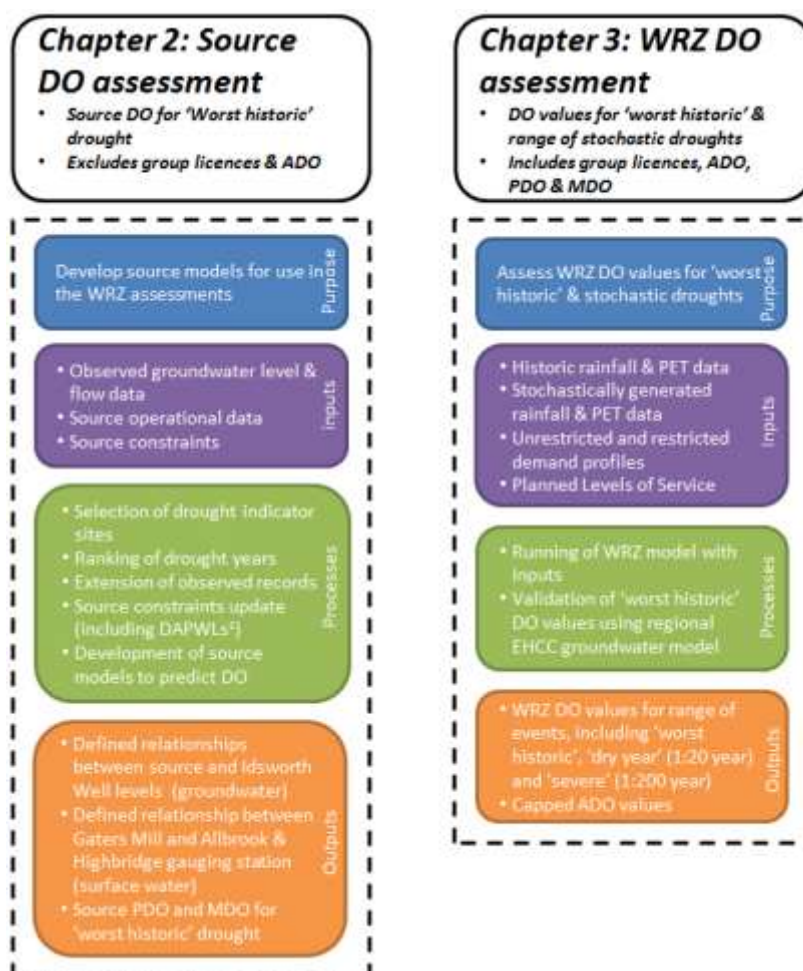 Chapter 2: Source
DO assessment
• Source DO for ‘Worst historic’
drought
• Excludes group licences & ADO
Develop source models for use in
the WRZ assessments
Purpose
• Observed groundwater level &
flow data
• Source operational data
• Source constraints
Inputs
• Selection of drought indicator
sites
• Ranking of drought years
• Extension of observed records
• Source constraints update
(including DAPWLs²)
• Development of source
models to predict DO
Processes
• Defined relationships
between source and Idsworth
Well levels (groundwater)
• Defined relationship between
Gaters Mill and Allbrook &
Highbridge gauging station
(surface water)
• Source PDO and MDO for
‘worst historic’ drought
Outputs
Chapter 3: WRZ DO
assessment
• DO values for ‘worst historic’ &
range of stochastic droughts
• Includes group licences, ADO,
PDO & MDO
Assess WRZ DO values for ‘worst
historic’ & stochastic droughts
Purpose
• Historic rainfall & PET data
• Stochastically generated
rainfall & PET data
• Unrestricted and restricted
demand profiles
• Planned Levels of Service
Inputs
• Running of WRZ model with
inputs
• Validation of ‘worst historic’
DO values using regional
EHCC groundwater model
Processes
• WRZ DO values for range of
events, including ‘worst
historic’, ‘dry year’ (1:20 year)
and ‘severe’ (1:200 year)
• Capped ADO values
Outputs